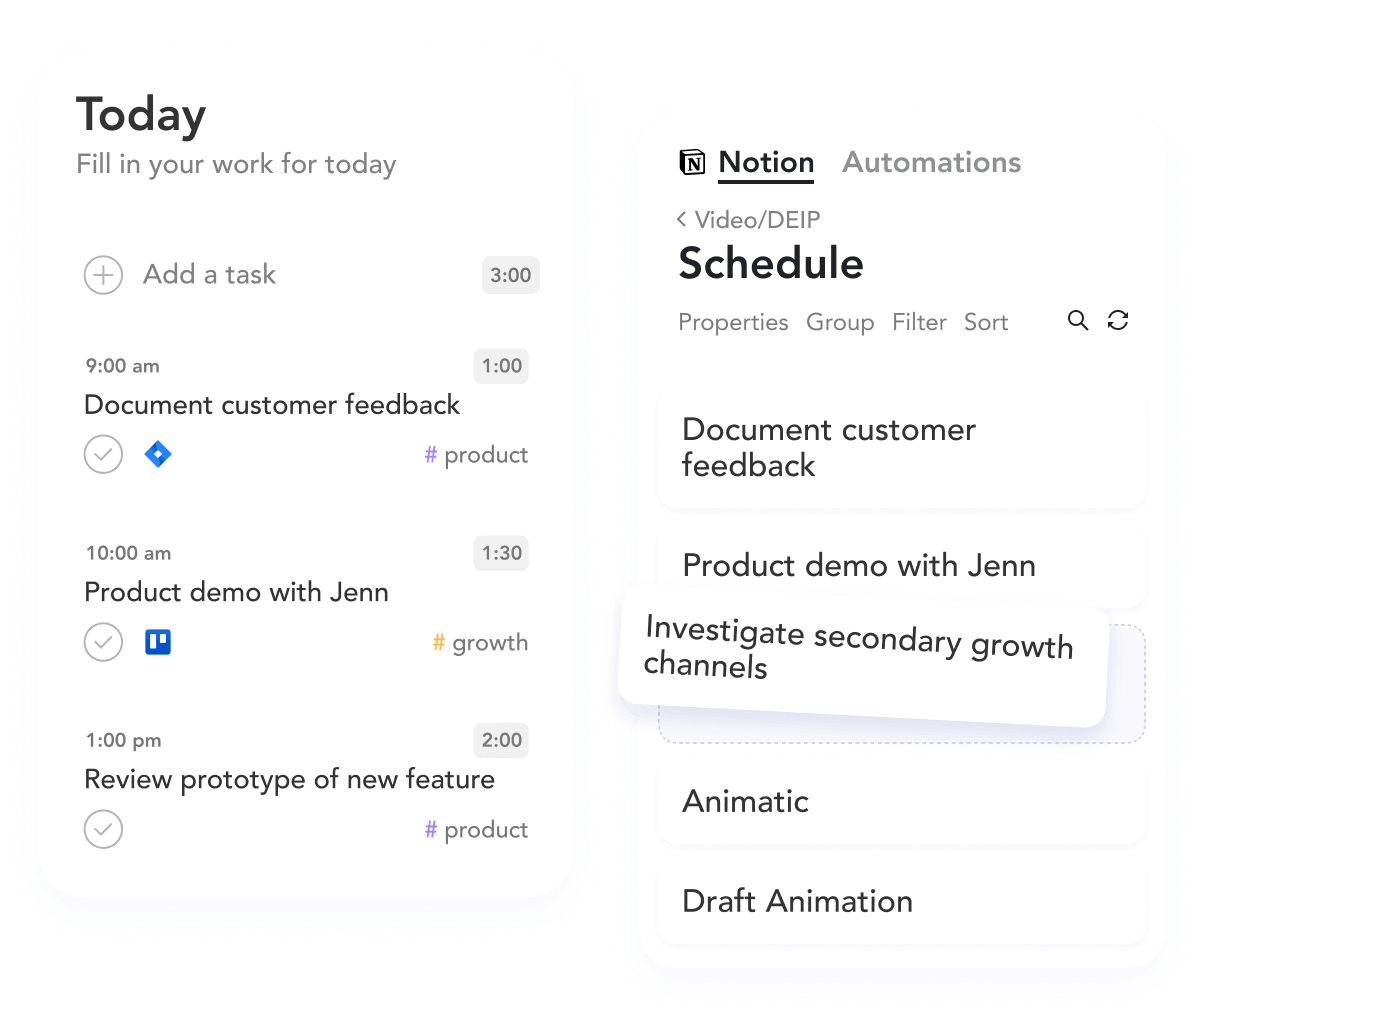 Today
Fill in your work for today
Add a task 3:00
9:00 am 1:00
Document customer feedback
# product
10:00 am 1:30
Product demo with Jenn
# growth
1:00 pm 2:00
Review prototype of new feature
# product
N Notion Automations
Video/DEIP
Schedule
Properties Group Filter Sort
Document customer
feedback
Product demo with Jenn
Investigate secondary growth
channels
Animatic
Draft Animation